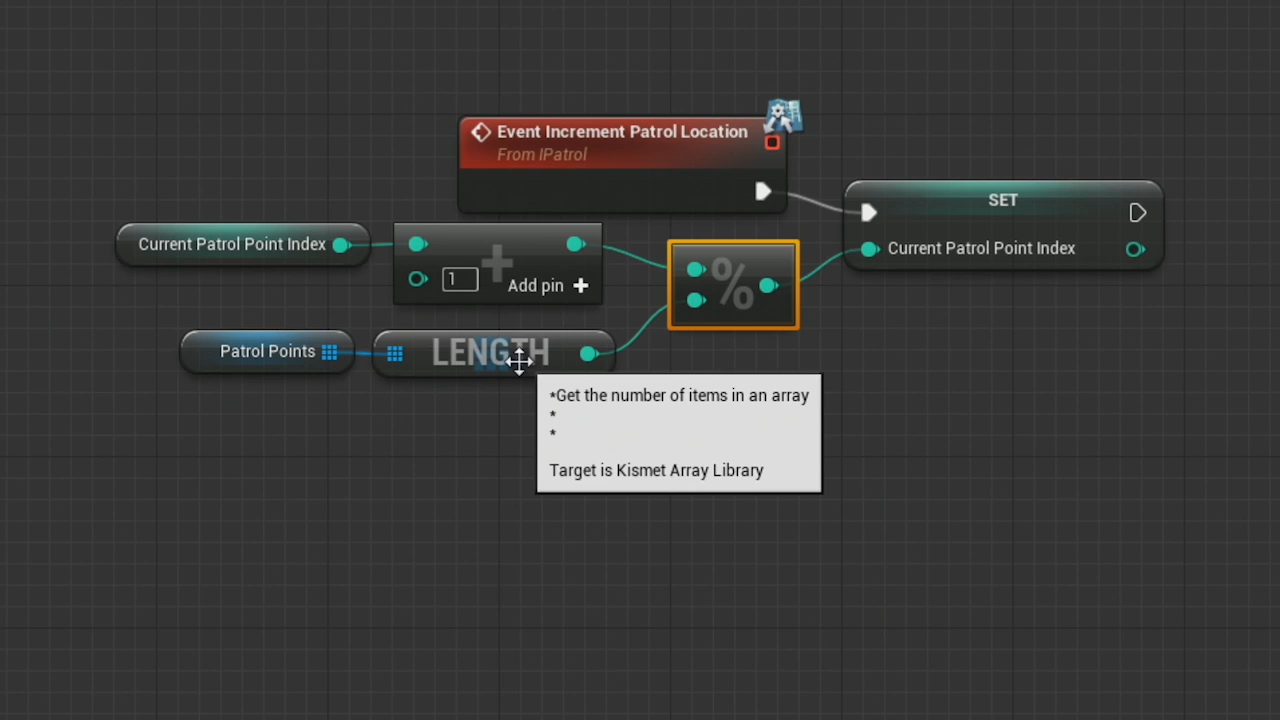 Event Increment Patrol Location
From IPatrol
SET
Current Patrol Point Index
Current Patrol Point Index
+
1
Add pin +
%
Patrol Points
LENGTH
*Get the number of items in an array
*
*
Target is Kismet Array Library